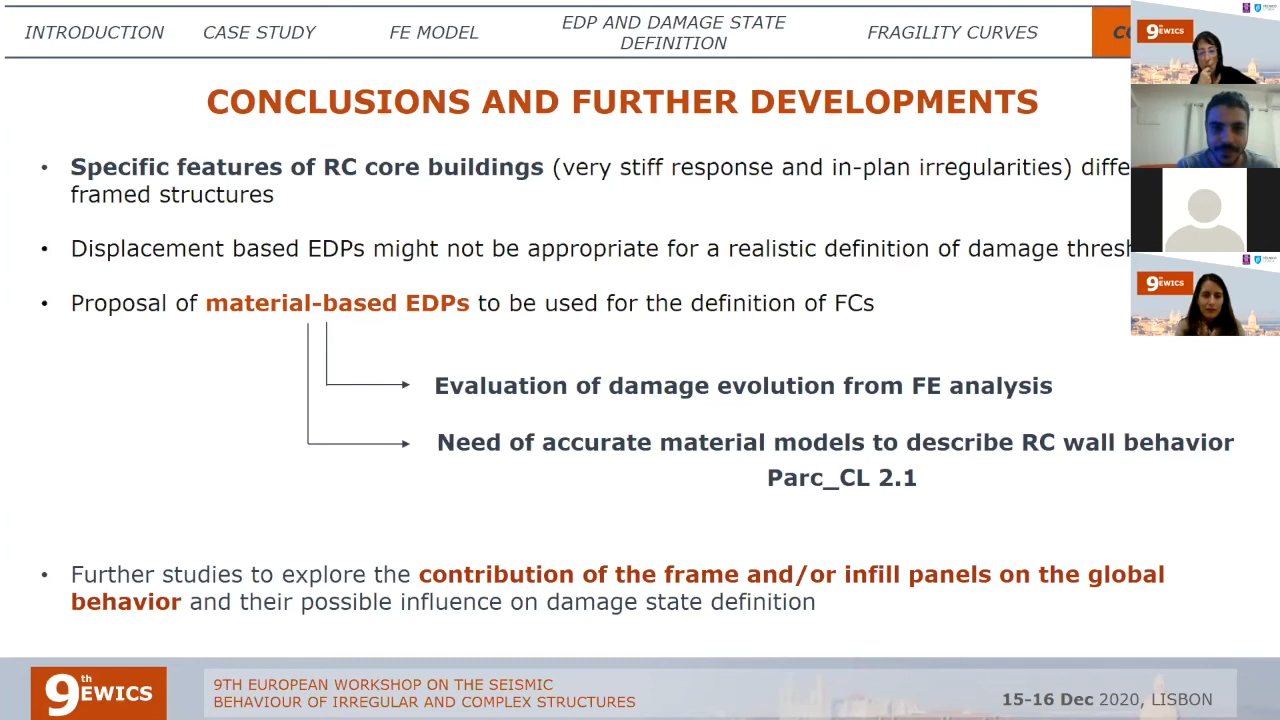 INTRODUCTION
CASE STUDY
FE MODEL
EDP AND DAMAGE STATE
DEFINITION
FRAGILITY CURVES
9th EWICS
CONCLUSIONS AND FURTHER DEVELOPMENTS
• Specific features of RC core buildings (very stiff response and in-plan irregularities)
framed structures
• Displacement based EDPs might not be appropriate for a realistic definition of damage
• Proposal of material-based EDPs to be used for the definition of FCs
9th EWICS
Evaluation of damage evolution from FE analysis
Need of accurate material models to describe RC wall behavior
Parc_CL 2.1
• Further studies to explore the contribution of the frame and/or infill panels on the global
behavior and their possible influence on damage state definition
9th EWICS
9TH EUROPEAN WORKSHOP ON THE SEISMIC
BEHAVIOUR OF IRREGULAR AND COMPLEX STRUCTURES
15-16 Dec 2020, LISBON